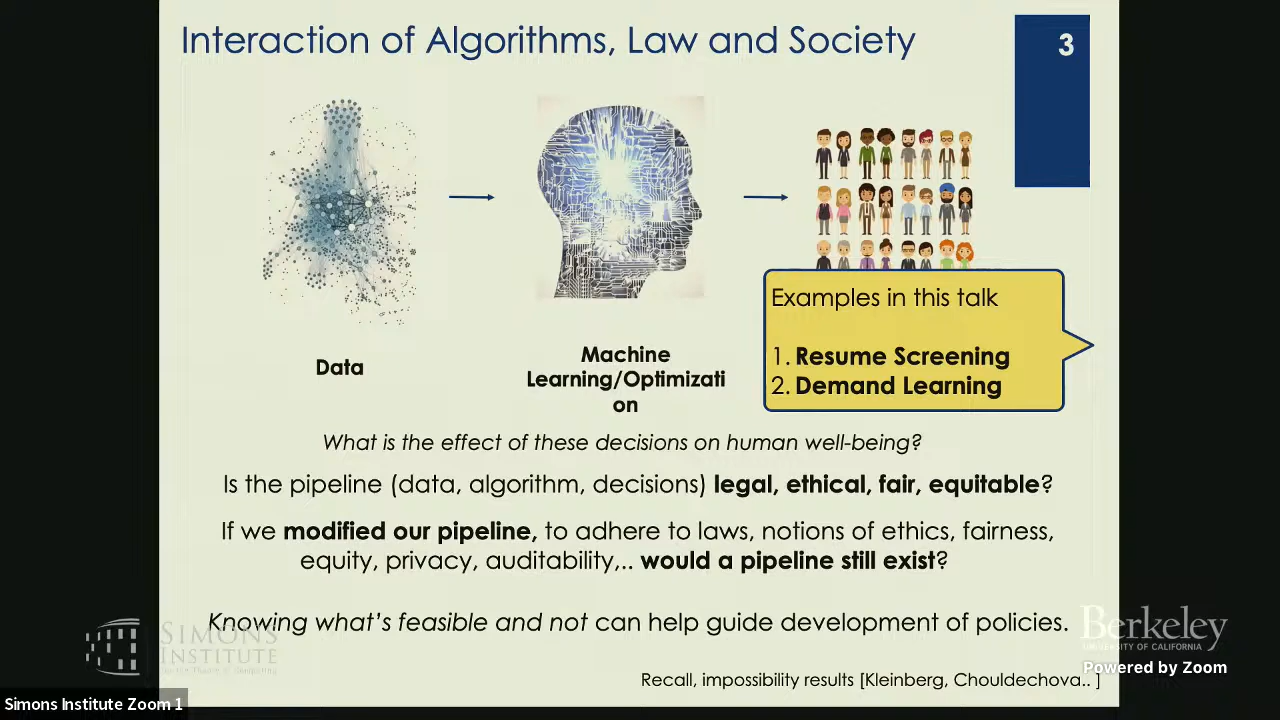 Interaction of Algorithms, Law and Society
3
Examples in this talk
1. Resume Screening
2. Demand Learning
Data
Machine
Learning/Optimizati
on
What is the effect of these decisions on human well-being?
Is the pipeline (data, algorithm, decisions) legal, ethical, fair, equitable?
If we modified our pipeline, to adhere to laws, notions of ethics, fairness,
equity, privacy, auditability,.. would a pipeline still exist?
Knowing what's feasible and not can help guide development of policies.
SIMONS
INSTITUTE
Berkeley
UNIVERSITY OF CALIFORNIA
Powered by Zoom
Recall, impossibility results [Kleinberg, Chouldechova.. ]
Simons Institute Zoom 1